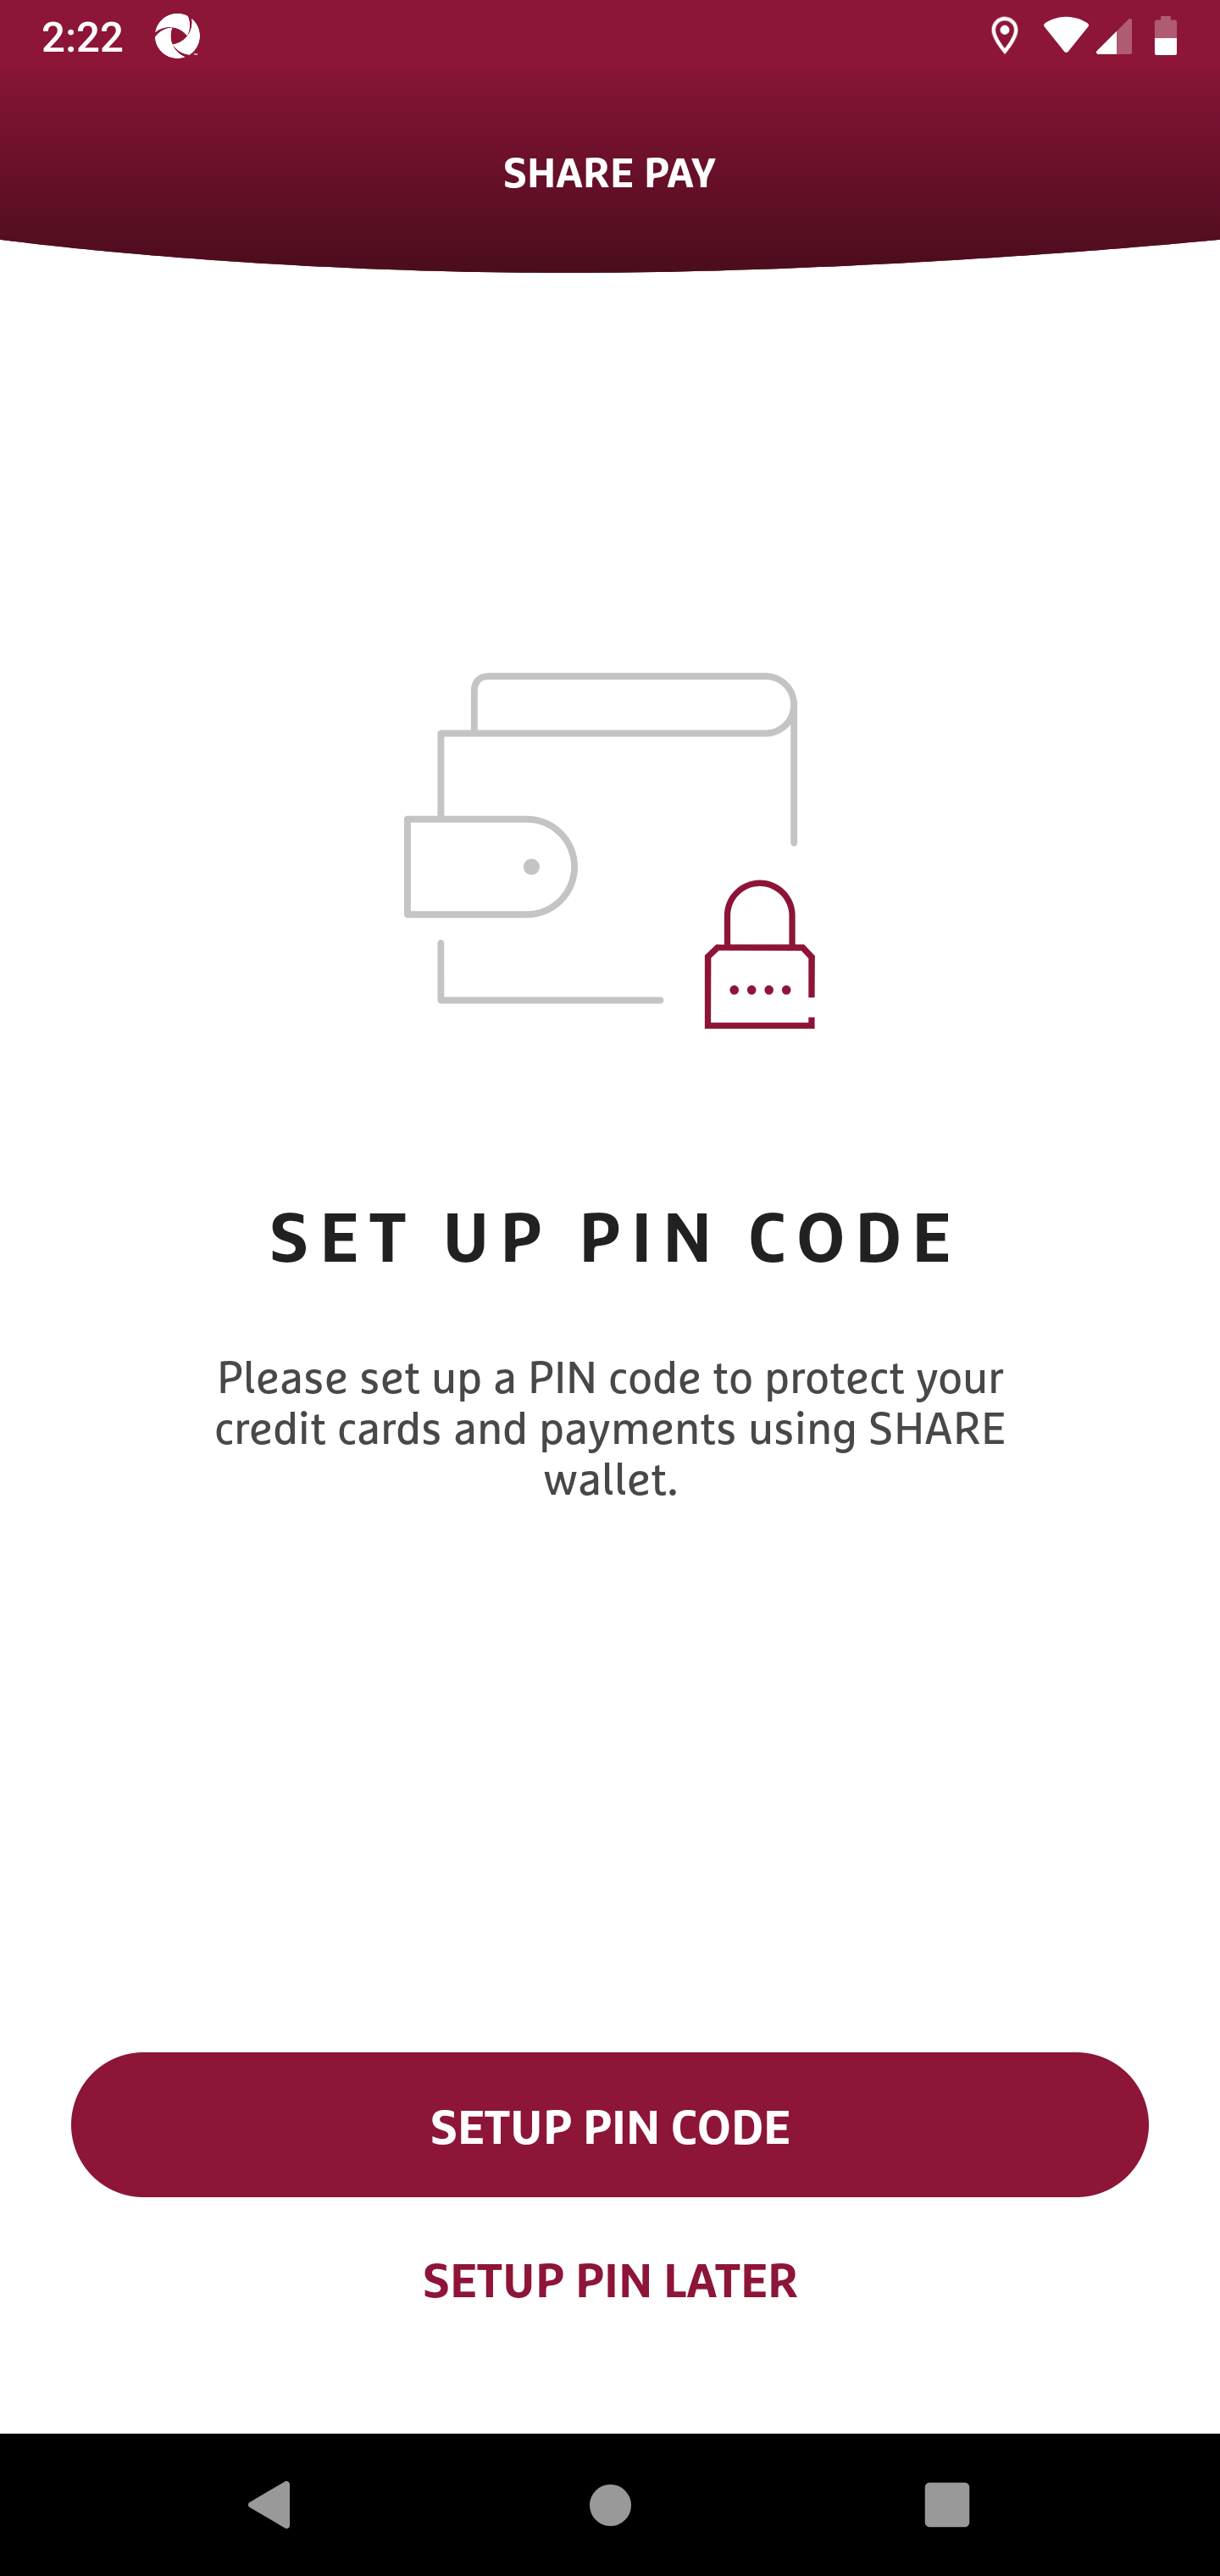 2:22
SHARE PAY
SET UP PIN CODE
Please set up a PIN code to protect your
credit cards and payments using SHARE
wallet.
SETUP PIN CODE
SETUP PIN LATER